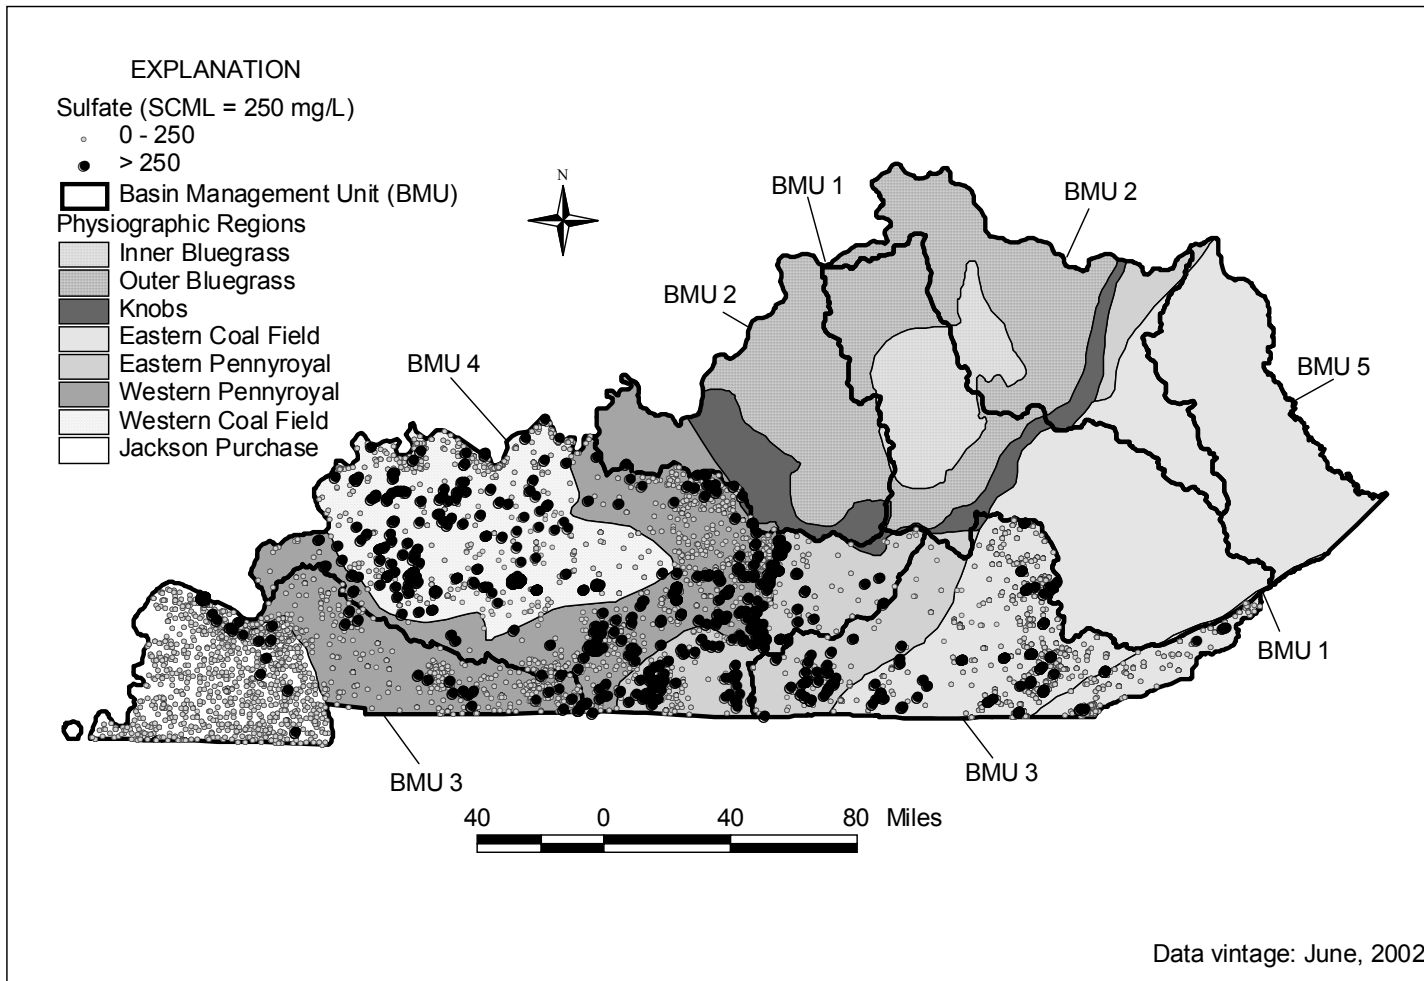 EXPLANATION
Sulfate (SCML = 250 mg/L)
0 - 250
> 250
Basin Management Unit (BMU)
Physiographic Regions
Inner Bluegrass
Outer Bluegrass
Knobs
Eastern Coal Field
Eastern Pennyroyal
Western Pennyroyal
Western Coal Field
Jackson Purchase
N
BMU 1
BMU 2
BMU 2
BMU 4
BMU 5
BMU 1
BMU 3
BMU 3
40 0 40 80 Miles
Data vintage: June, 2002